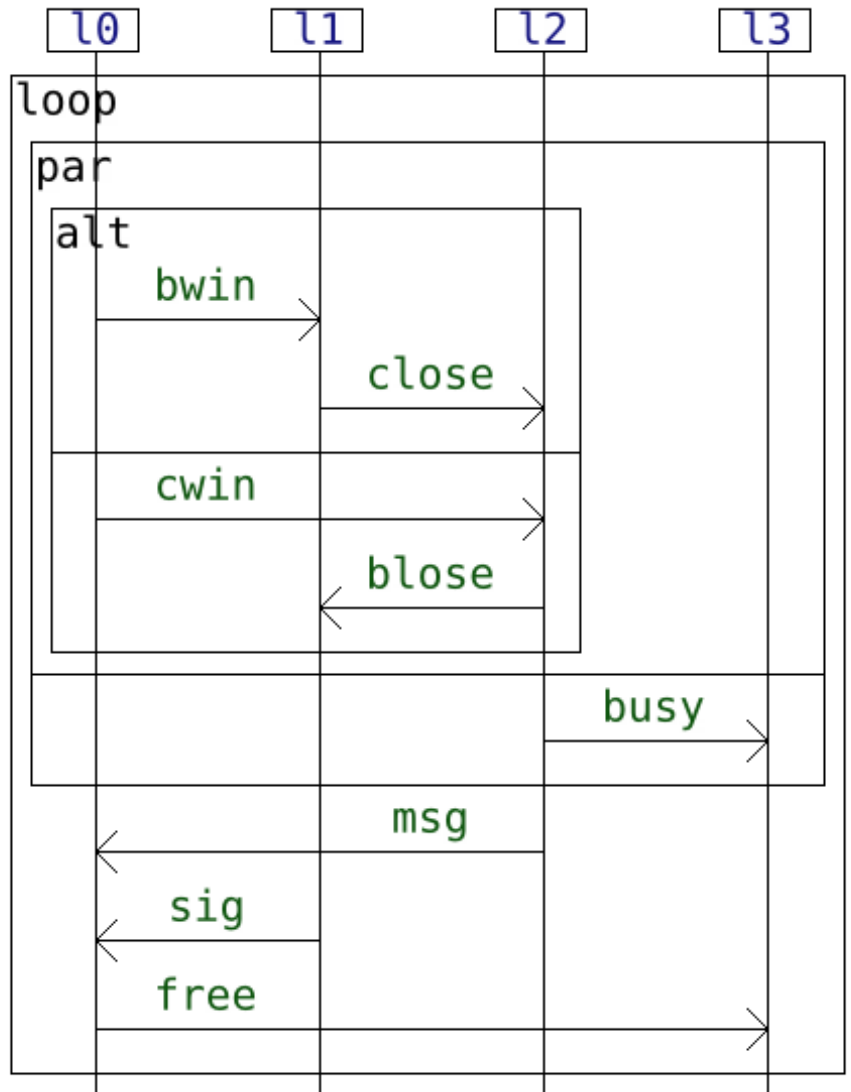 l0 l1 l2 l3
loop
par
alt
bwin
close
cwin
blose
busy
msg
sig
free